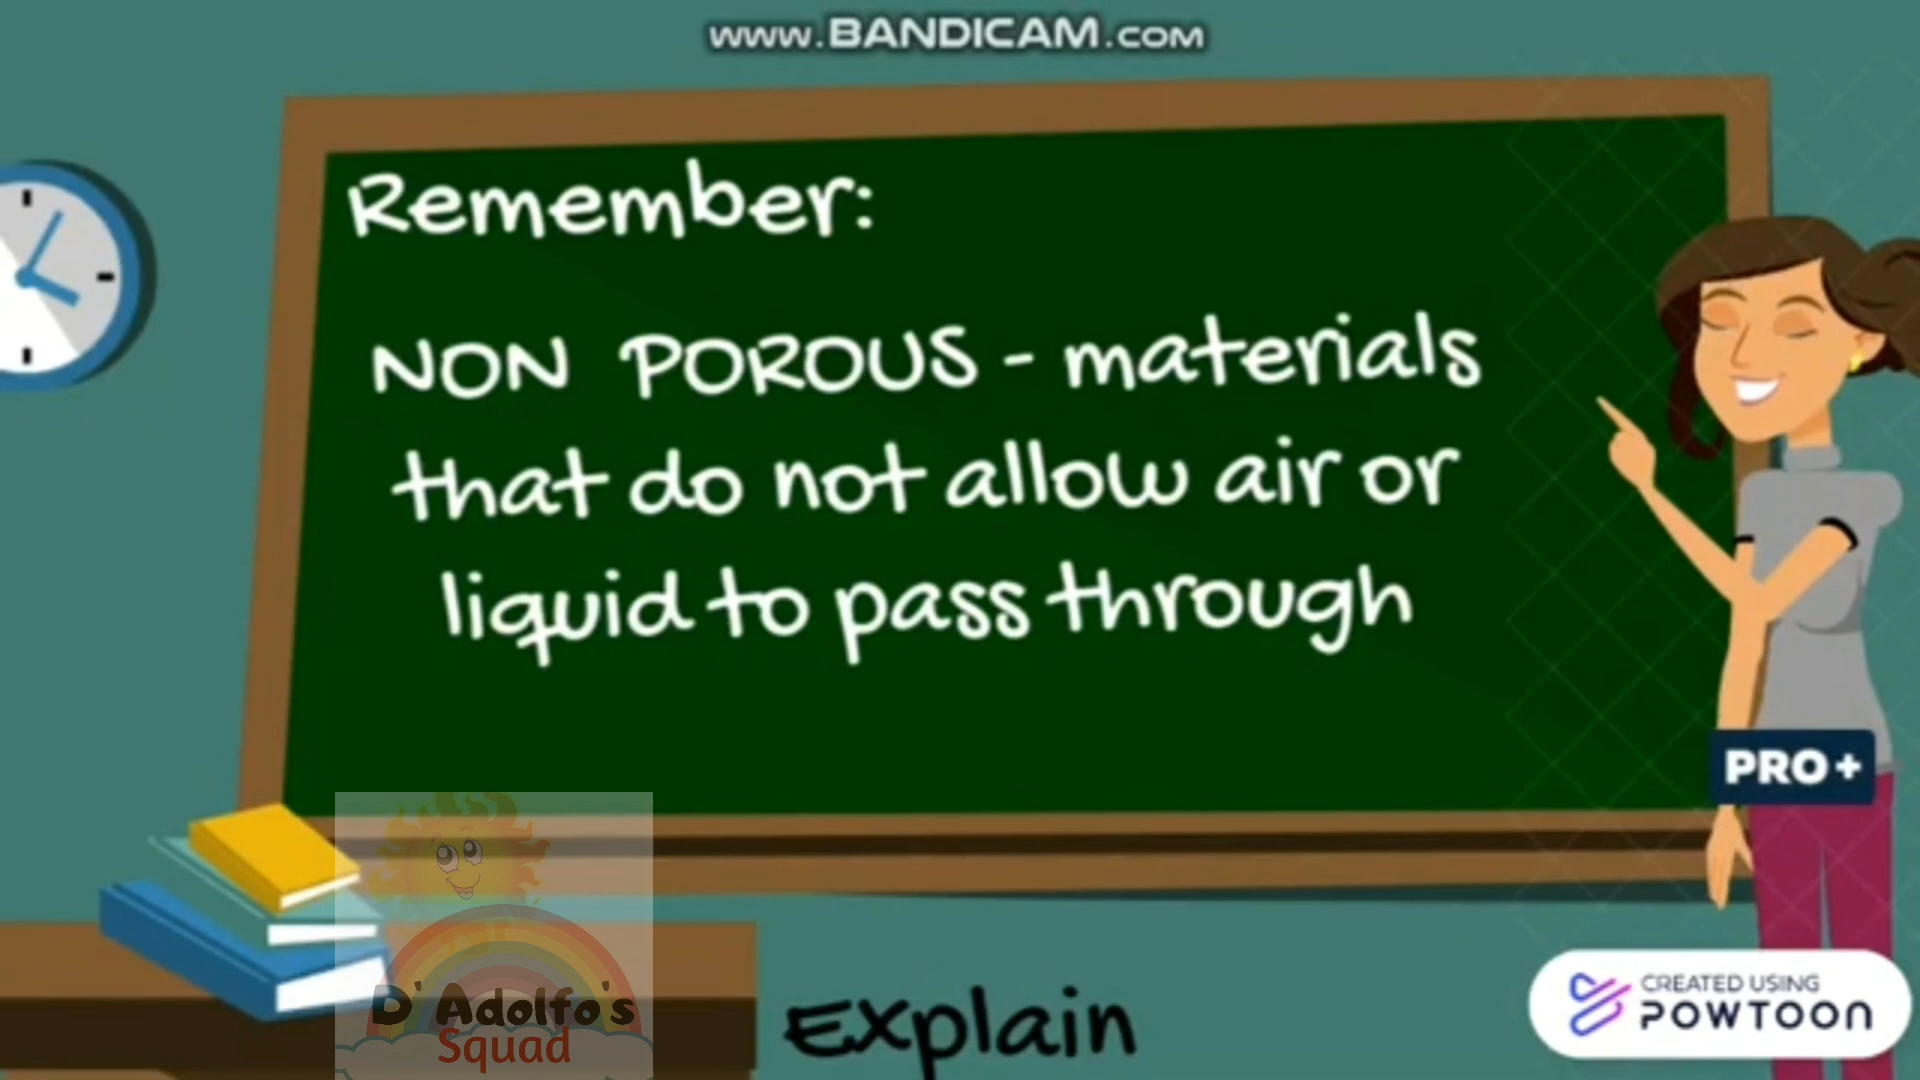 www.BANDICAM.com
Remember:
NON POROUS - materials
that do not allow air or
liquid to pass through
PRO+
D'Adolfo's
Squad
Explain
CREATED USING
POWTOON